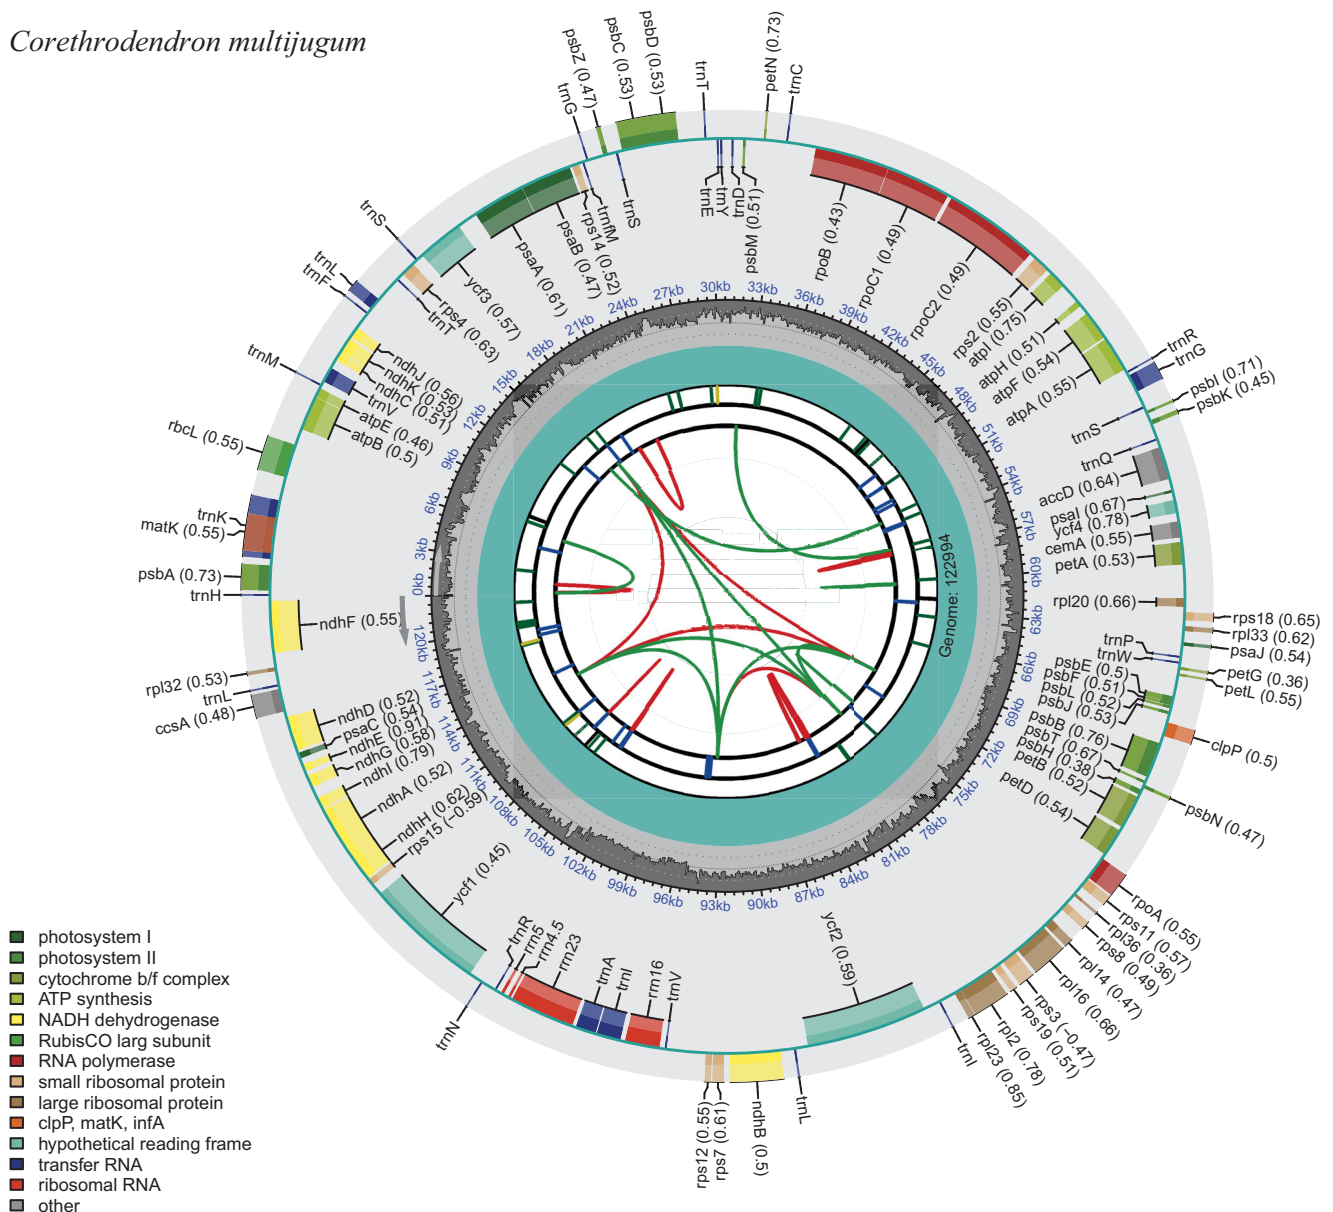 Corethrodendron multijugum
psbZ (0.47)
psbC (0.53)
psbD (0.53)
trnT
petN (0.73)
trnC
trnG
trnS
trnL
trnF
trnM
rbcL (0.55)
trnK
matK (0.55)
psbA (0.73)
trnH
rpl32 (0.53)
trnL
ccsA (0.48)
trnN
rps12 (0.55)
rps7 (0.61)
ndhB (0.5)
trnL
trnR
trnG
psbI (0.71)
psbK (0.45)
rps18 (0.65)
rpl33 (0.62)
psaJ (0.54)
petG (0.36)
petL (0.55)
clpP (0.5)
psbN (0.47)
trnE
trnY
trnD
psbM (0.51)
rpoB (0.43)
rpoC1 (0.49)
rpoC2 (0.49)
rps2 (0.55)
atpI (0.75)
atpH (0.51)
atpF (0.54)
atpA (0.55)
trnS
trnQ
accD (0.64)
psaI (0.67)
ycf4 (0.78)
cemA (0.55)
petA (0.53)
rpl20 (0.66)
trnP
trnW
psbE (0.5)
psbF (0.51)
psbL (0.52)
psbJ (0.53)
psbB (0.76)
psbT (0.67)
psbH (0.38)
petB (0.52)
petD (0.54)
rpoA (0.55)
rps11 (0.57)
rpl36 (0.36)
rps8 (0.49)
rpl14 (0.47)
rpl16 (0.66)
rps3 (−0.47)
rps19 (0.51)
rpl2 (0.78)
rpl23 (0.85)
trnI
ycf2 (0.59)
trnV
rrn16
trnI
trnA
rrn23
rrn4.5
rrn5
trnR
ycf1 (0.45)
rps15 (−0.59)
ndhH (0.62)
ndhA (0.52)
ndhI (0.79)
ndhG (0.58)
ndhE (0.91)
psaC (0.54)
ndhD (0.52)
ndhF (0.55)
atpB (0.5)
atpE (0.46)
trnV
ndhC (0.51)
ndhK (0.53)
ndhJ (0.56)
trnT
rps4 (0.63)
ycf3 (0.57)
psaA (0.61)
psaB (0.47)
rps14 (0.52)
trnfM
trnS
0kb
3kb
6kb
9kb
12kb
15kb
18kb
21kb
24kb
27kb
30kb
33kb
36kb
39kb
42kb
45kb
48kb
51kb
54kb
57kb
60kb
63kb
66kb
69kb
72kb
75kb
78kb
81kb
84kb
87kb
90kb
93kb
96kb
99kb
102kb
105kb
108kb
111kb
114kb
117kb
120kb
Genome: 122994
photosystem I
photosystem II
cytochrome b/f complex
ATP synthesis
NADH dehydrogenase
RubisCO larg subunit
RNA polymerase
small ribosomal protein
large ribosomal protein
clpP, matK, infA
hypothetical reading frame
transfer RNA
ribosomal RNA
other